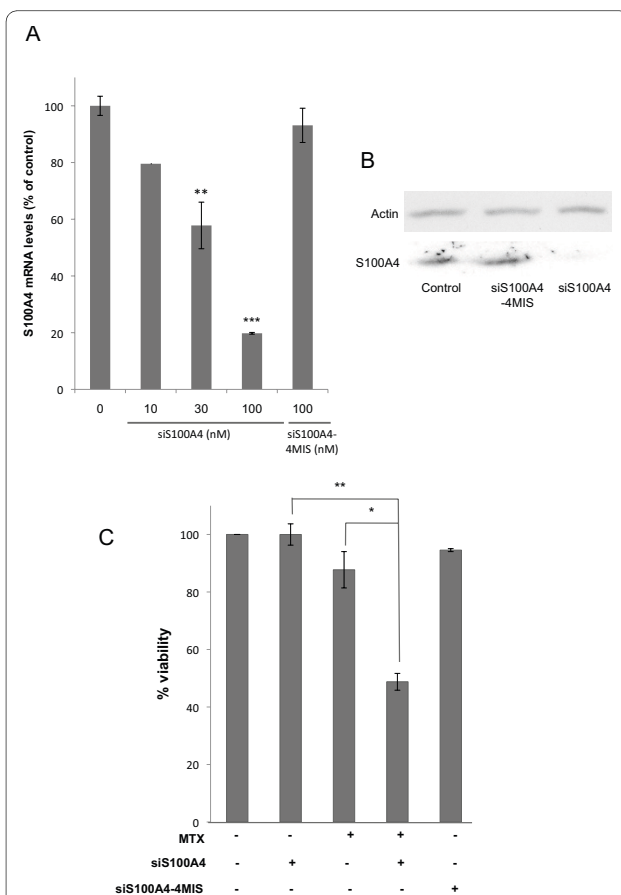 A
S100A4 mRNA levels (% of control)
100
80
60
40
20
0
**
***
0 10 30 100 100
siS100A4 (nM) siS100A4-
4MIS (nM)
B
Actin
S100A4
Control siS100A4 siS100A4
-4MIS
C
% viability
100
80
60
40
20
0
**
*
MTX - - + + -
siS100A4 - + - + -
siS100A4-4MIS - - - - +